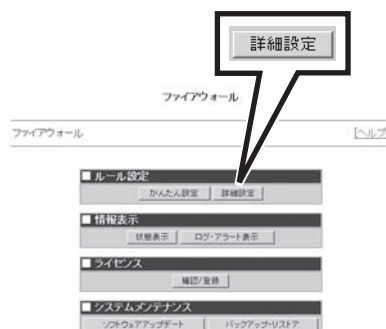 詳細設定
ファイアウォール
ファイアウォール [ヘルプ
■ ルール設定
かんたん設定 詳細設定
■ 情報表示
状態表示 ログ・アラート表示
■ ライセンス
確認/登録
■ システムメンテナンス
ソフトウェアアップデート バックアップ・リストア